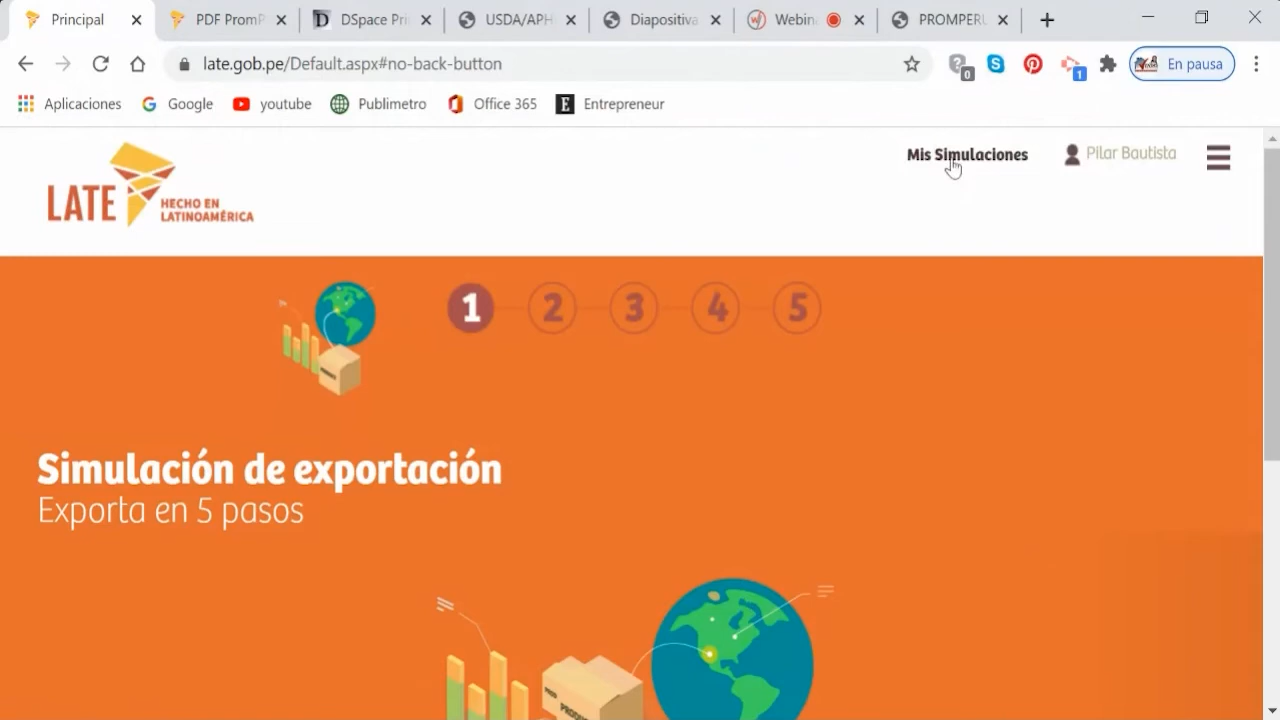 Principal
PDF PromP
DSpace Pri
USDA/APH
Diapositiva
Webin
PROMPERU
late.gob.pe/Default.aspx#no-back-button
0
1
En pausa
Aplicaciones
Google
youtube
Publimetro
Office 365
E
Entrepreneur
LATE
HECHO EN
LATINOAMÉRICA
Mis Simulaciones
Pilar Bautista
1 2 3 4 5
Simulación de exportación
Exporta en 5 pasos